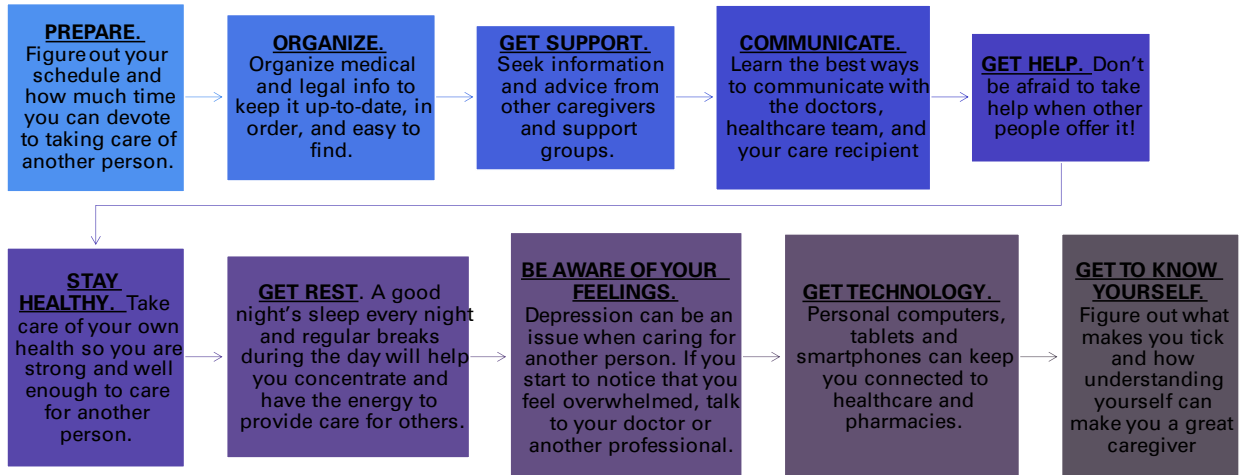 PREPARE.
Figure out your
schedule and
how much time
you can devote
to taking care of
another person.
ORGANIZE.
Organize medical
and legal info to
keep it up-to-date, in
order, and easy to
find.
GET SUPPORT.
Seek information
and advice from
other caregivers
and support
groups.
COMMUNICATE.
Learn the best ways
to communicate with
the doctors,
healthcare team, and
your care recipient
GET HELP. Don’t
be afraid to take
help when other
people offer it!
STAY
HEALTHY. Take
care of your own
health so you are
strong and well
enough to care
for another
person.
GET REST. A good
night’s sleep every night
and regular breaks
during the day will help
you concentrate and
have the energy to
provide care for others.
BE AWARE OF YOUR
FEELINGS.
Depression can be an
issue when caring for
another person. If you
start to notice that you
feel overwhelmed, talk
to your doctor or
another professional.
GET TECHNOLOGY.
Personal computers,
tablets and
smartphones can keep
you connected to
healthcare and
pharmacies.
GET TO KNOW
YOURSELF.
Figure out what
makes you tick
and how
understanding
yourself can
make you a great
caregiver